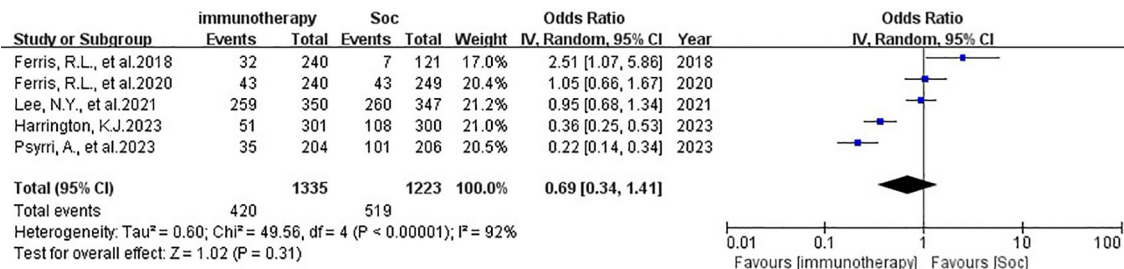 immunotherapy Soc Odds Ratio Odds Ratio
Study or Subgroup Events Total Events Total Weight IV, Random, 95% CI Year IV, Random, 95% CI
Ferris, R.L., et al.2018 32 240 7 121 17.0% 2.51 [1.07, 5.86] 2018
Ferris, R.L., et al.2020 43 240 43 249 20.4% 1.05 [0.66, 1.67] 2020
Lee, N.Y., et al.2021 259 350 260 347 21.2% 0.95 [0.68, 1.34] 2021
Harrington, K.J.2023 51 301 108 300 21.0% 0.36 [0.25, 0.53] 2023
Psyrri, A., et al.2023 35 204 101 206 20.5% 0.22 [0.14, 0.34] 2023
Total (95% CI) 1335 1223 100.0% 0.69 [0.34, 1.41]
Total events 420 519
Heterogeneity: Tau² = 0.60; Chi² = 49.56, df = 4 (P < 0.00001); I² = 92%
Test for overall effect: Z = 1.02 (P = 0.31)
0.01 0.1 1 10 100
Favours [immunotherapy] Favours [Soc]